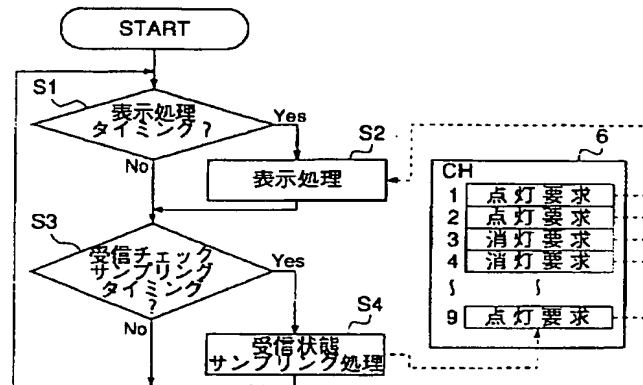 START
S1
表示処理
タイミング?
Yes
No
S2
表示処理
S3
受信チェック
サンプリング
タイミング
?
Yes
No
S4
受信状態
サンプリング処理
6
CH
1 点灯要求
2 点灯要求
3 消灯要求
4 消灯要求
∫ ∫
9 点灯要求